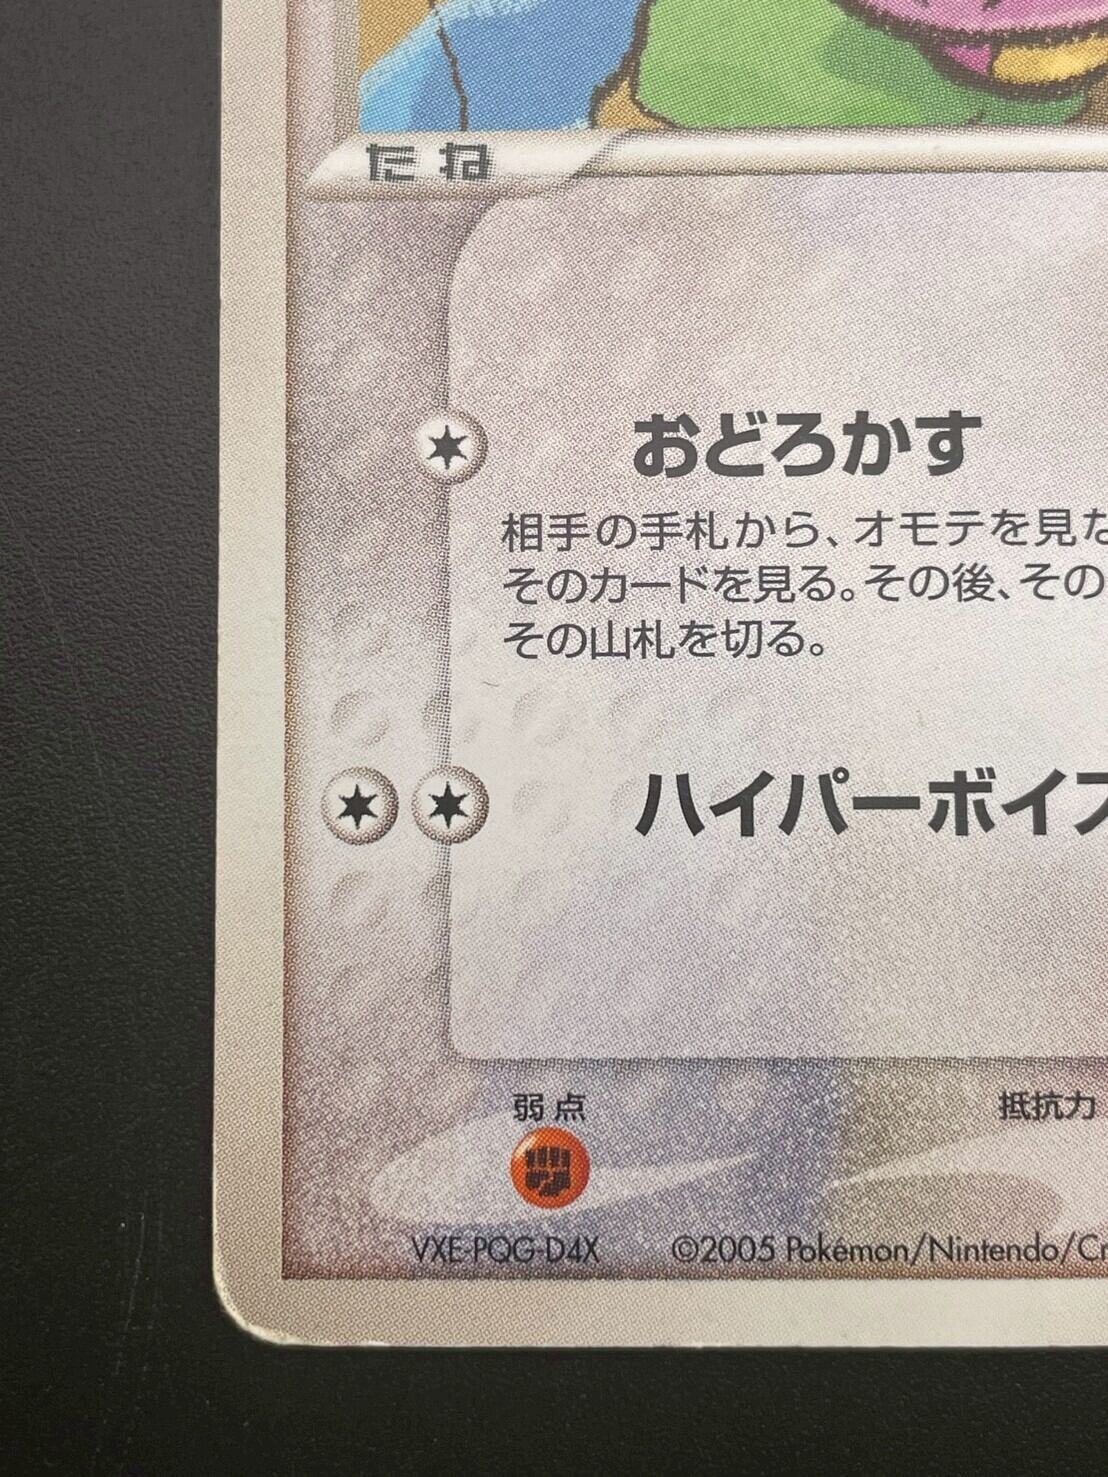 たね
おどろかす
相手の手札から、オモテを見な
そのカードを見る。その後、その
その山札を切る。
ハイパーボイス
弱点
抵抗力
VXE-PQG-D4X
©2005 Pokémon/Nintendo/Cr